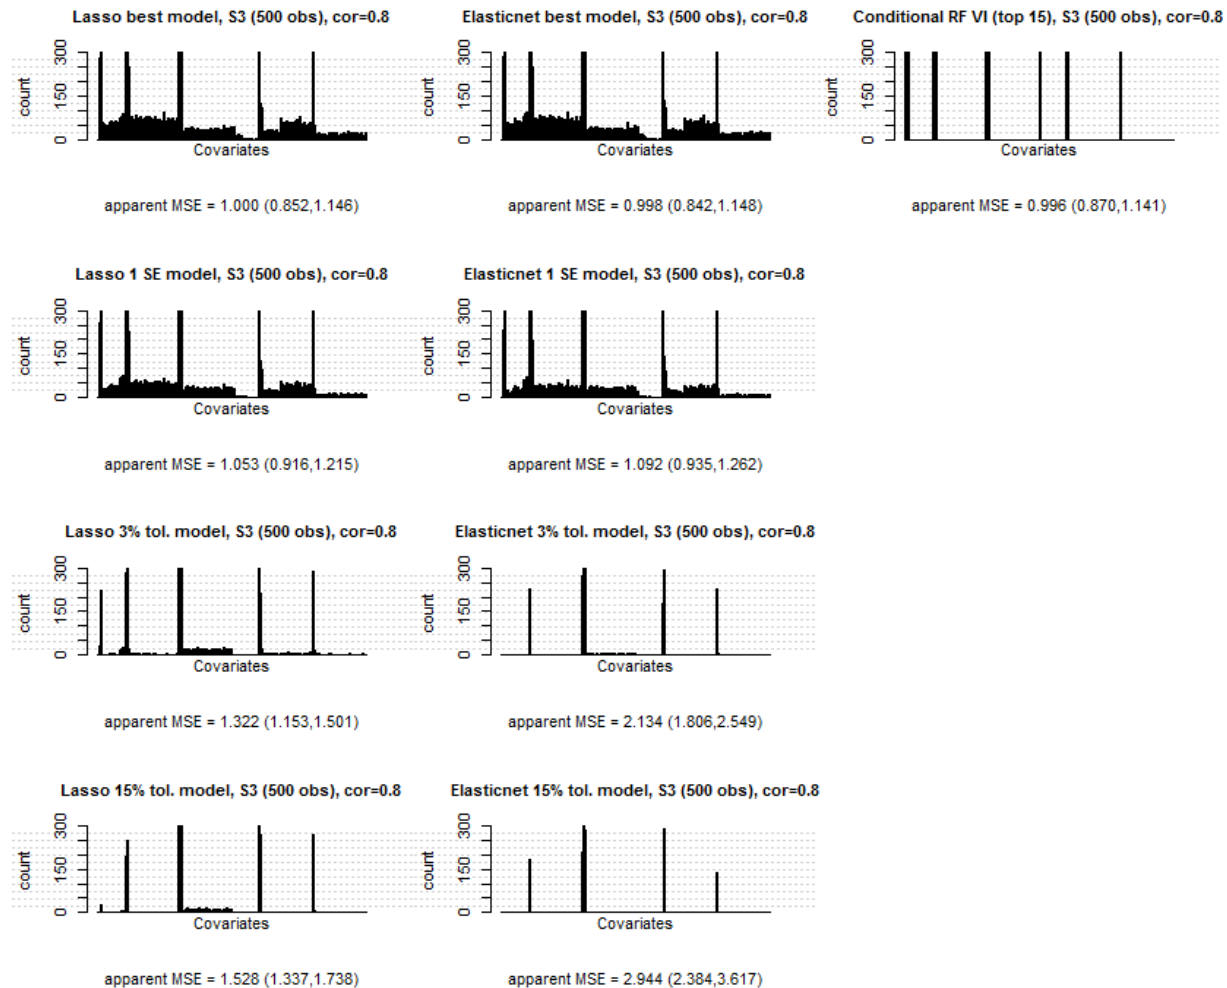 Lasso best model, S3 (500 obs), cor=0.8
count
300
150
0
Covariates
apparent MSE = 1.000 (0.852,1.146)
Elasticnet best model, S3 (500 obs), cor=0.8
count
300
150
0
Covariates
apparent MSE = 0.998 (0.842,1.148)
Conditional RF VI (top 15), S3 (500 obs), cor=0.8
count
300
150
0
Covariates
apparent MSE = 0.996 (0.870,1.141)
Lasso 1 SE model, S3 (500 obs), cor=0.8
count
300
150
0
Covariates
apparent MSE = 1.053 (0.916,1.215)
Elasticnet 1 SE model, S3 (500 obs), cor=0.8
count
300
150
0
Covariates
apparent MSE = 1.092 (0.935,1.262)
Lasso 3% tol. model, S3 (500 obs), cor=0.8
count
300
150
0
Covariates
apparent MSE = 1.322 (1.153,1.501)
Elasticnet 3% tol. model, S3 (500 obs), cor=0.8
count
300
150
0
Covariates
apparent MSE = 2.134 (1.806,2.549)
Lasso 15% tol. model, S3 (500 obs), cor=0.8
count
300
150
0
Covariates
apparent MSE = 1.528 (1.337,1.738)
Elasticnet 15% tol. model, S3 (500 obs), cor=0.8
count
300
150
0
Covariates
apparent MSE = 2.944 (2.384,3.617)